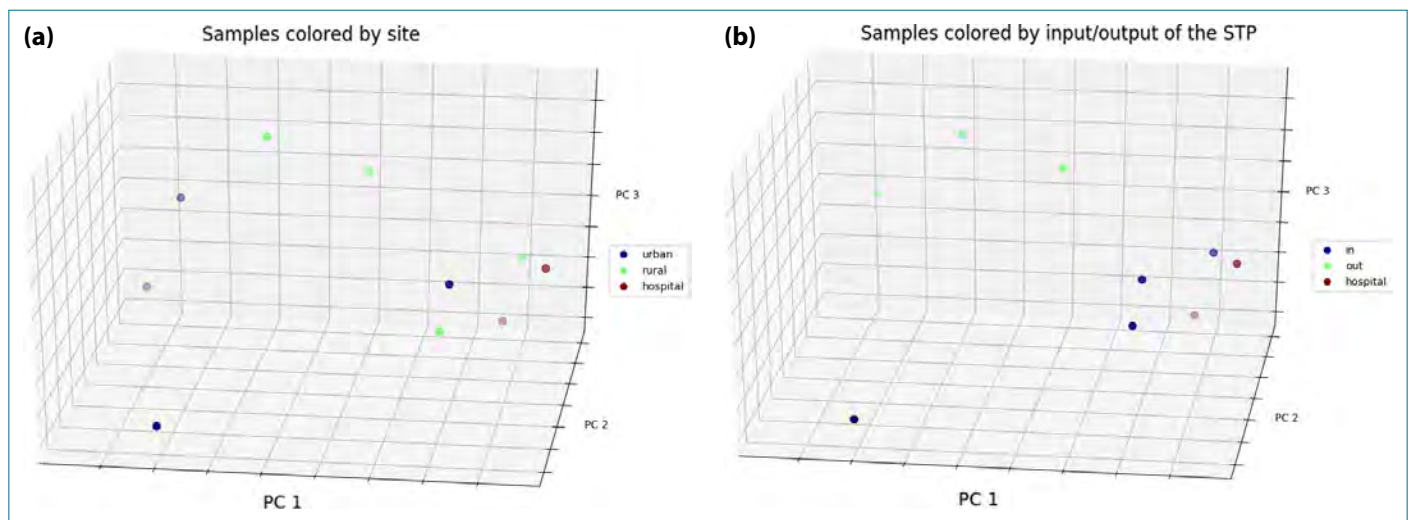 (a)
Samples colored by site
PC 3
urban
rural
hospital
PC 2
PC 1
(b)
Samples colored by input/output of the STP
PC 3
in
out
hospital
PC 2
PC 1